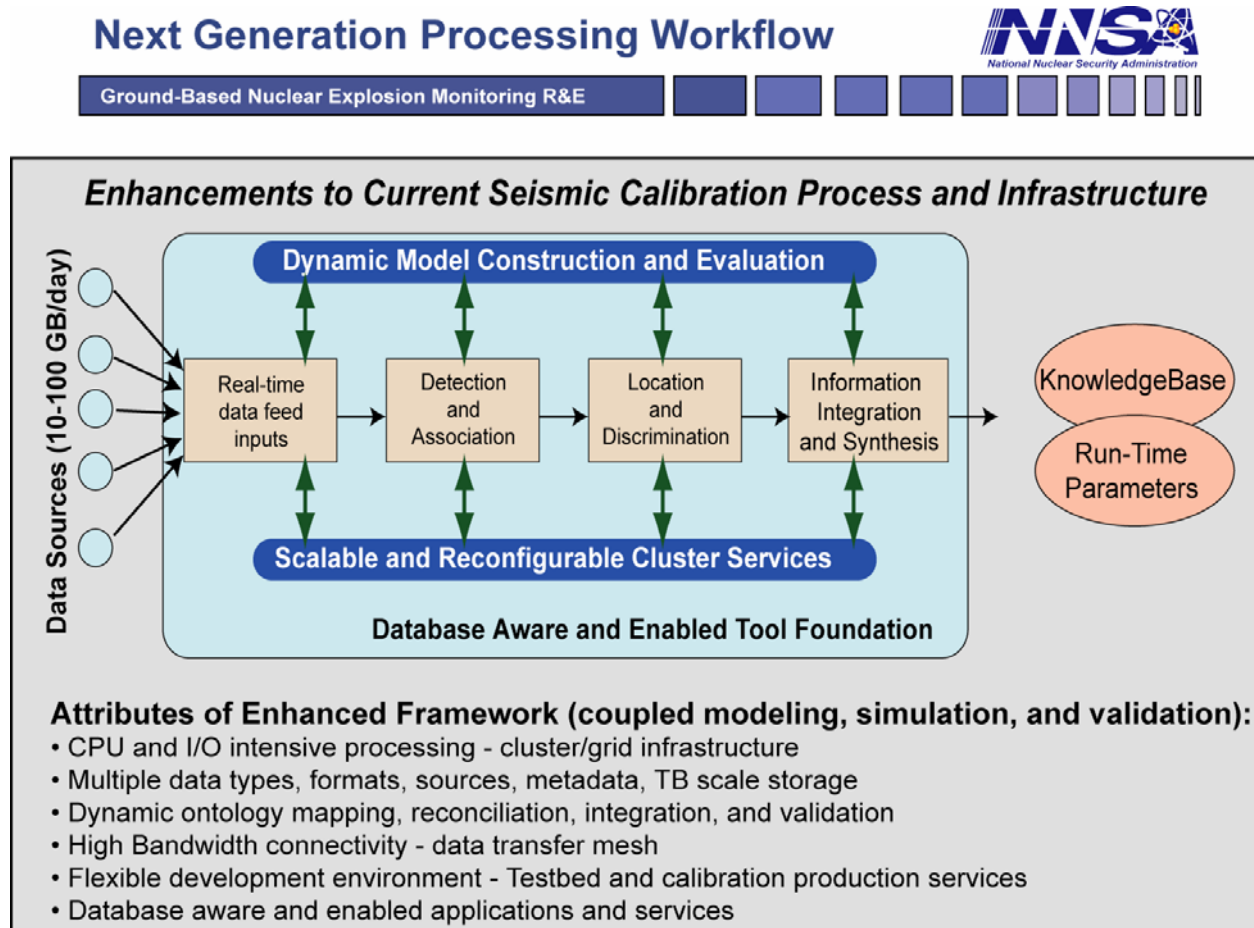 Next Generation Processing Workflow
NNSA
National Nuclear Security Administration
Ground-Based Nuclear Explosion Monitoring R&E
Enhancements to Current Seismic Calibration Process and Infrastructure
Data Sources (10-100 GB/day)
Dynamic Model Construction and Evaluation
Real-time
data feed
inputs
Detection
and
Association
Location
and
Discrimination
Information
Integration
and Synthesis
KnowledgeBase
Run-Time
Parameters
Scalable and Reconfigurable Cluster Services
Database Aware and Enabled Tool Foundation
Attributes of Enhanced Framework (coupled modeling, simulation, and validation):
• CPU and I/O intensive processing - cluster/grid infrastructure
• Multiple data types, formats, sources, metadata, TB scale storage
• Dynamic ontology mapping, reconciliation, integration, and validation
• High Bandwidth connectivity - data transfer mesh
• Flexible development environment - Testbed and calibration production services
• Database aware and enabled applications and services